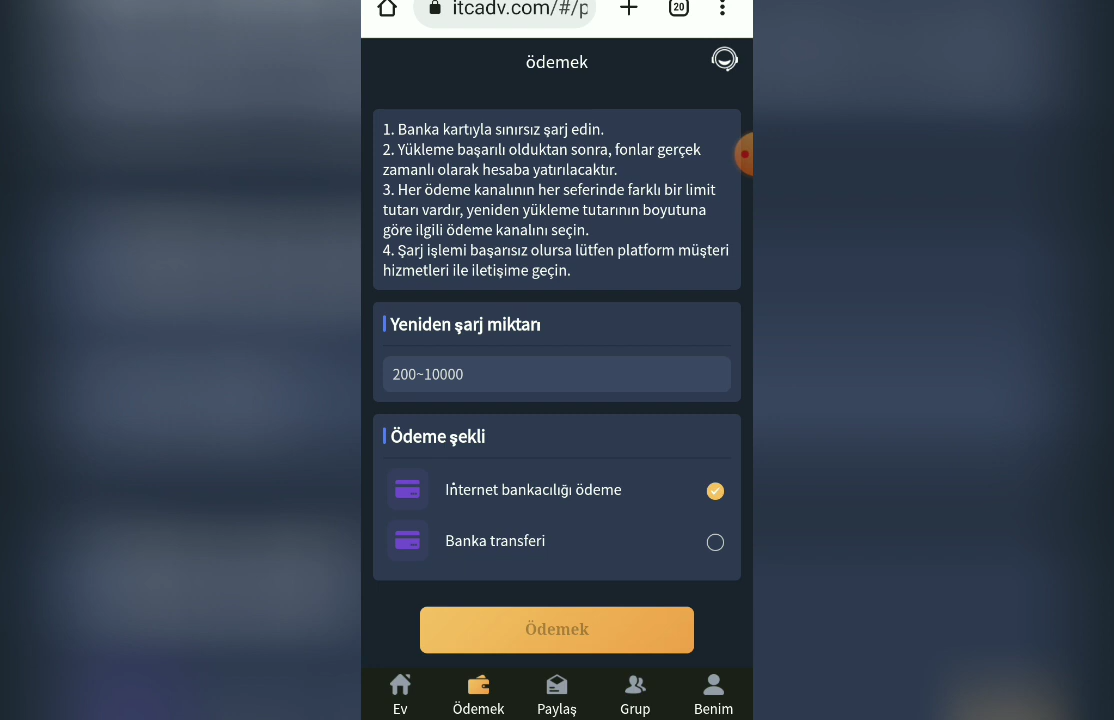 itcadv.com/#/p
20
ödemek
1. Banka kartıyla sınırsız şarj edin.
2. Yükleme başarılı olduktan sonra, fonlar gerçek
zamanlı olarak hesaba yatırılacaktır.
3. Her ödeme kanalının her seferinde farklı bir limit
tutarı vardır, yeniden yükleme tutarının boyutuna
göre ilgili ödeme kanalını seçin.
4. Şarj işlemi başarısız olursa lütfen platform müşteri
hizmetleri ile iletişime geçin.
Yeniden şarj miktarı
200~10000
Ödeme şekli
İnternet bankacılığı ödeme
Banka transferi
Ödemek
Ev
Ödemek
Paylaş
Grup
Benim